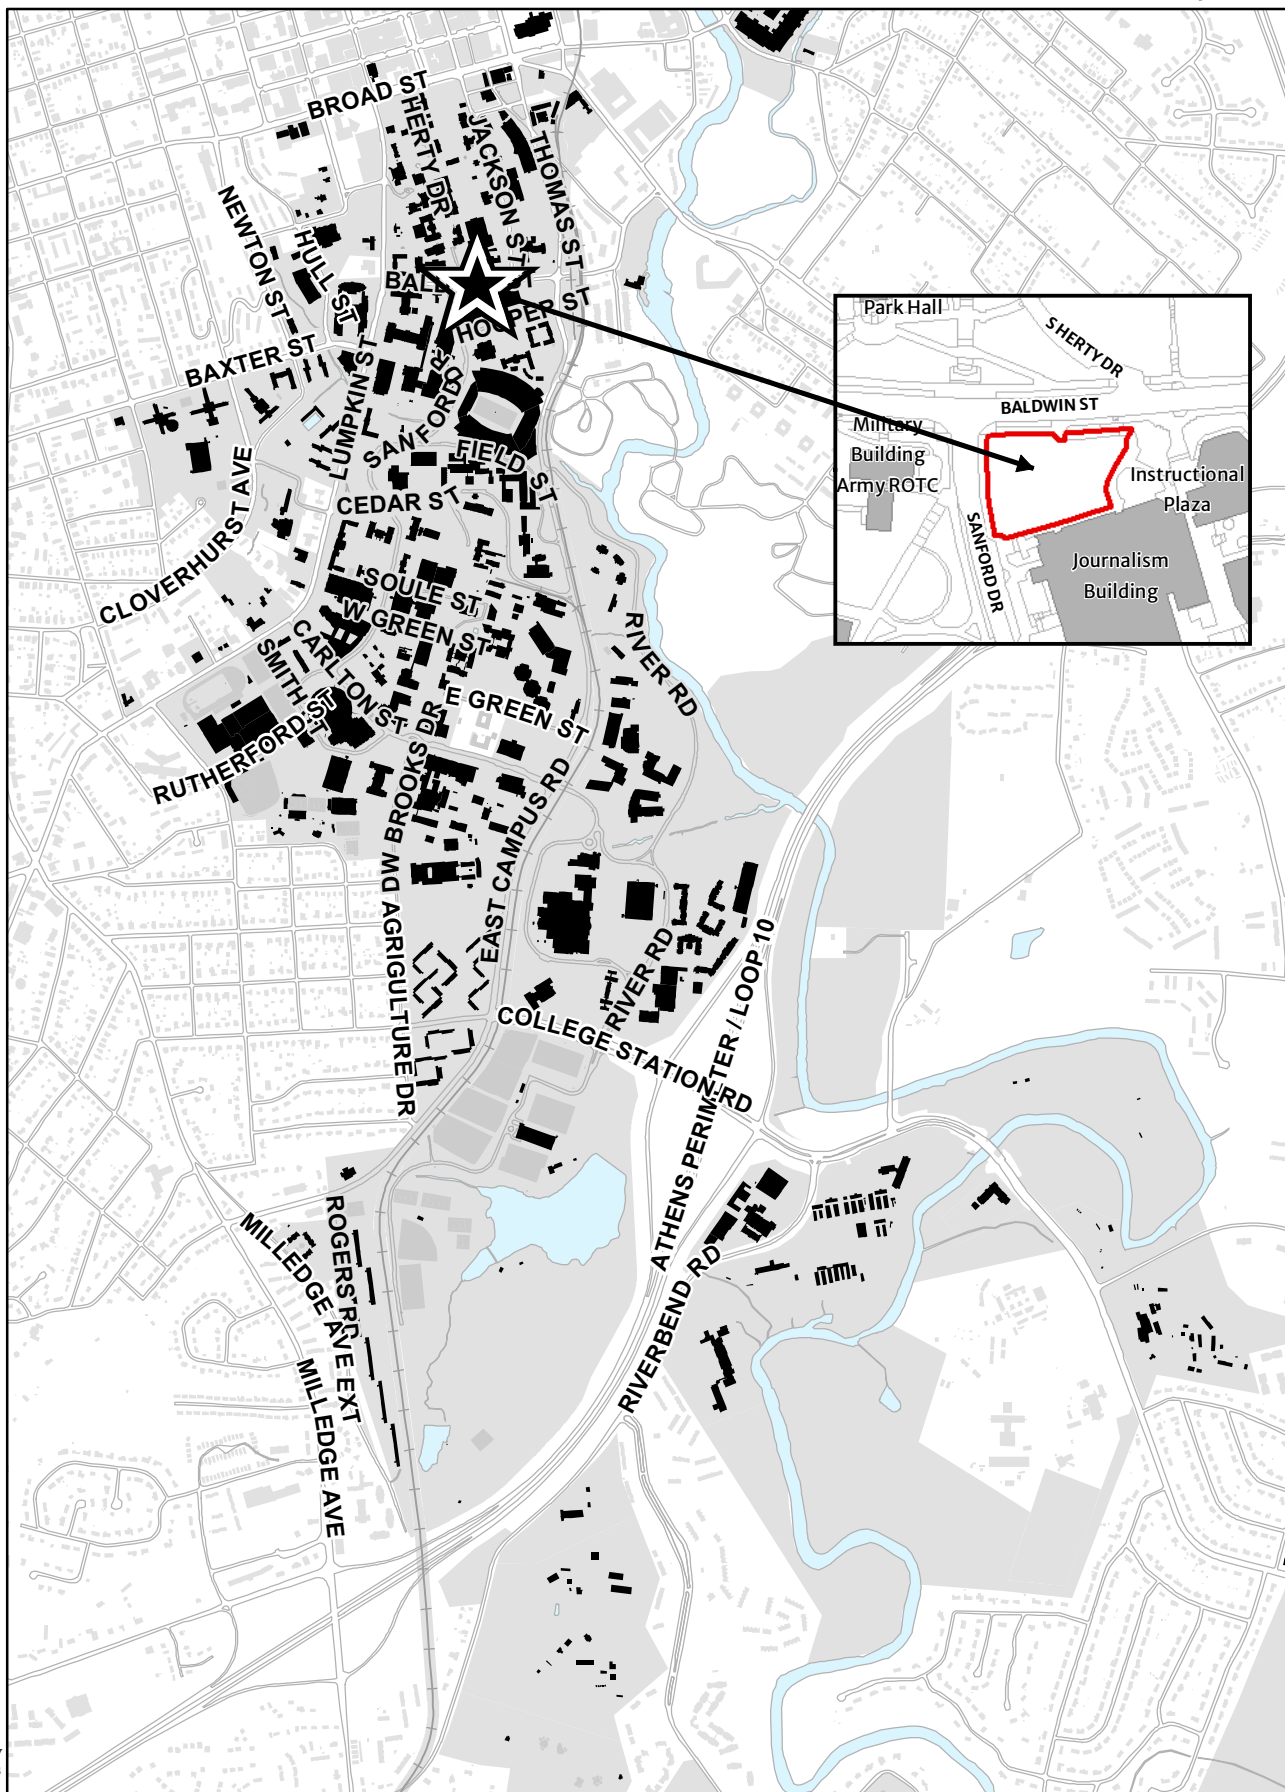 BROAD ST
HERTY DR
JACKSON ST
THOMAS ST
NEWTON ST
HULL ST
HOOPER ST
BAXTER ST
LUMPKIN ST
SANFORD DR
FIELD ST
CEDAR ST
CLOVERHURST AVE
SOULE ST
W GREEN ST
CARLTON ST
SMITH ST
RUTHERFORD ST
E GREEN ST
RIVER RD
DW BROOKS DR
EAST CAMPUS RD
AGRIGULTURE DR
RIVER RD
COLLEGE STATION RD
ATHENS PERIMETER / LOOP 10
RIVERBEND RD
ROGERS RD
MILLEDGE AVE EXT
MILLEDGE AVE
Park Hall
S HERTY DR
BALDWIN ST
Military
Building
Army ROTC
Instructional
Plaza
SANFORD DR
Journalism
Building